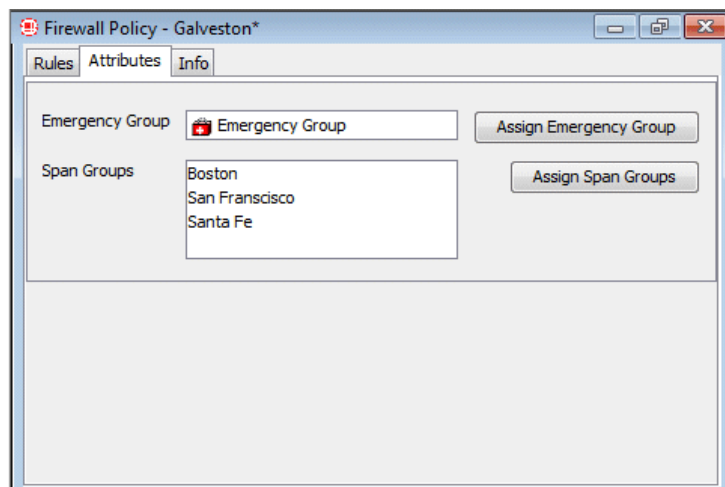 Firewall Policy - Galveston*
Rules Attributes Info
Emergency Group Emergency Group Assign Emergency Group
Span Groups Boston Assign Span Groups
San Franscisco
Santa Fe